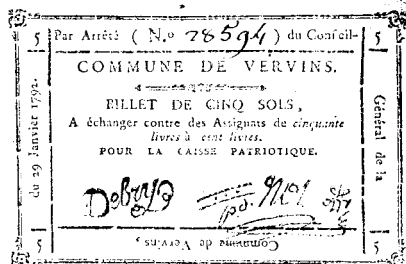 5 Par Arrêté ( N.º 28594 ) du Conseil- 5
Général de la
5 Commune de Vervins, 5
du 29 Janvier 1792.
COMMUNE DE VERVINS.
BILLET DE CINQ SOLS,
A échanger contre des Assignats de cinquante
livres à cent livres.
POUR LA CAISSE PATRIOTIQUE.